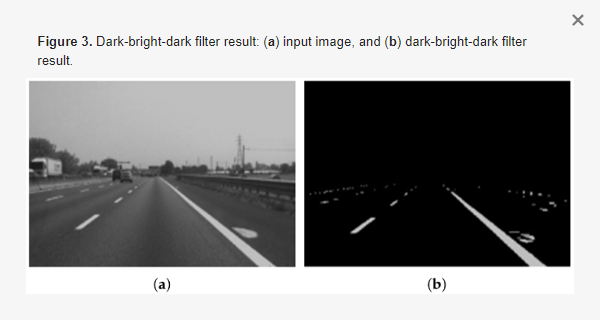 Figure 3. Dark-bright-dark filter result: (a) input image, and (b) dark-bright-dark filter
result.
(a)
(b)